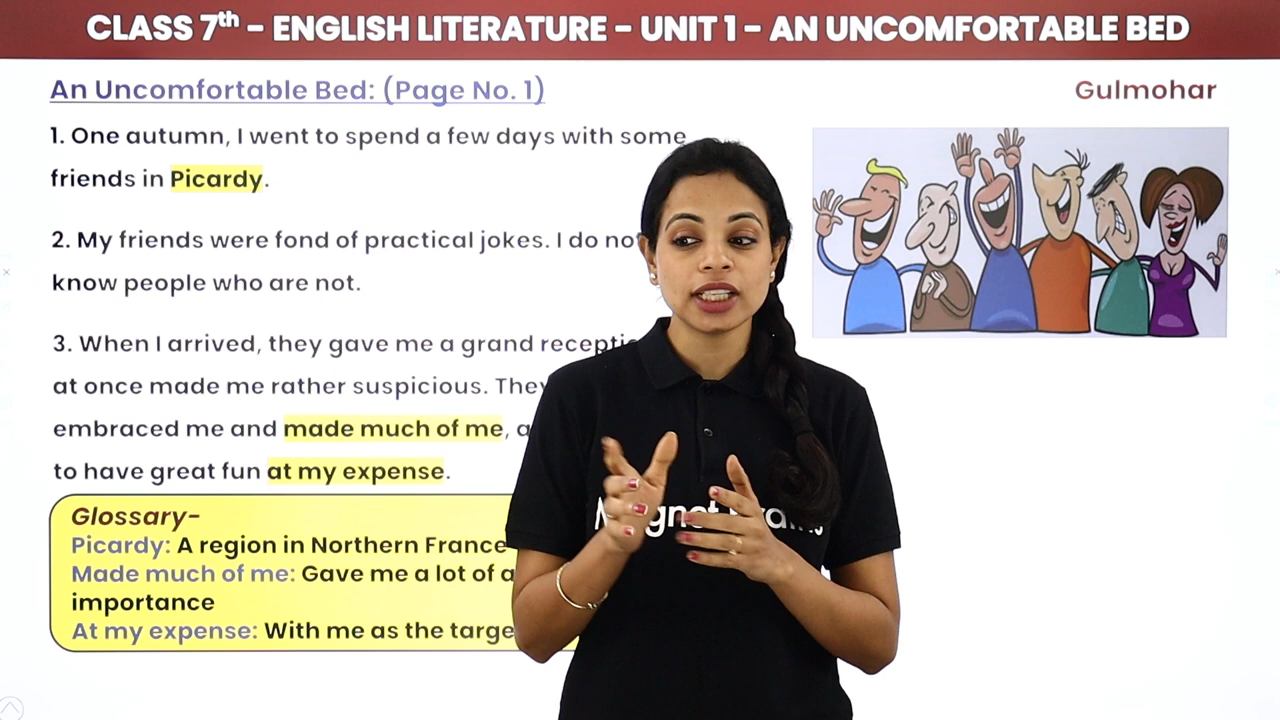 CLASS 7th - ENGLISH LITERATURE - UNIT 1 - AN UNCOMFORTABLE BED
An Uncomfortable Bed: (Page No. 1)
Gulmohar
1. One autumn, I went to spend a few days with some
friends in Picardy.
2. My friends were fond of practical jokes. I do
know people who are not.
3. When I arrived, they gave me a grand
at once made me rather suspicious.
embraced me and made much of me,
to have great fun at my expense.
Glossary-
Picardy: A region in Northern France
Made much of me: Gave me a lot of
importance
At my expense: With me as the